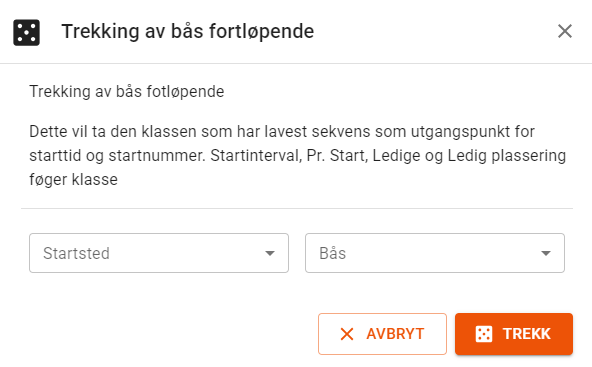 Trekking av bås fortløpende
Trekking av bås fotløpende
Dette vil ta den klassen som har lavest sekvens som utgangspunkt for
starttid og startnummer. Startinterval, Pr. Start, Ledige og Ledig plassering
føger klasse
Startsted
Bås
AVBRYT
TREKK